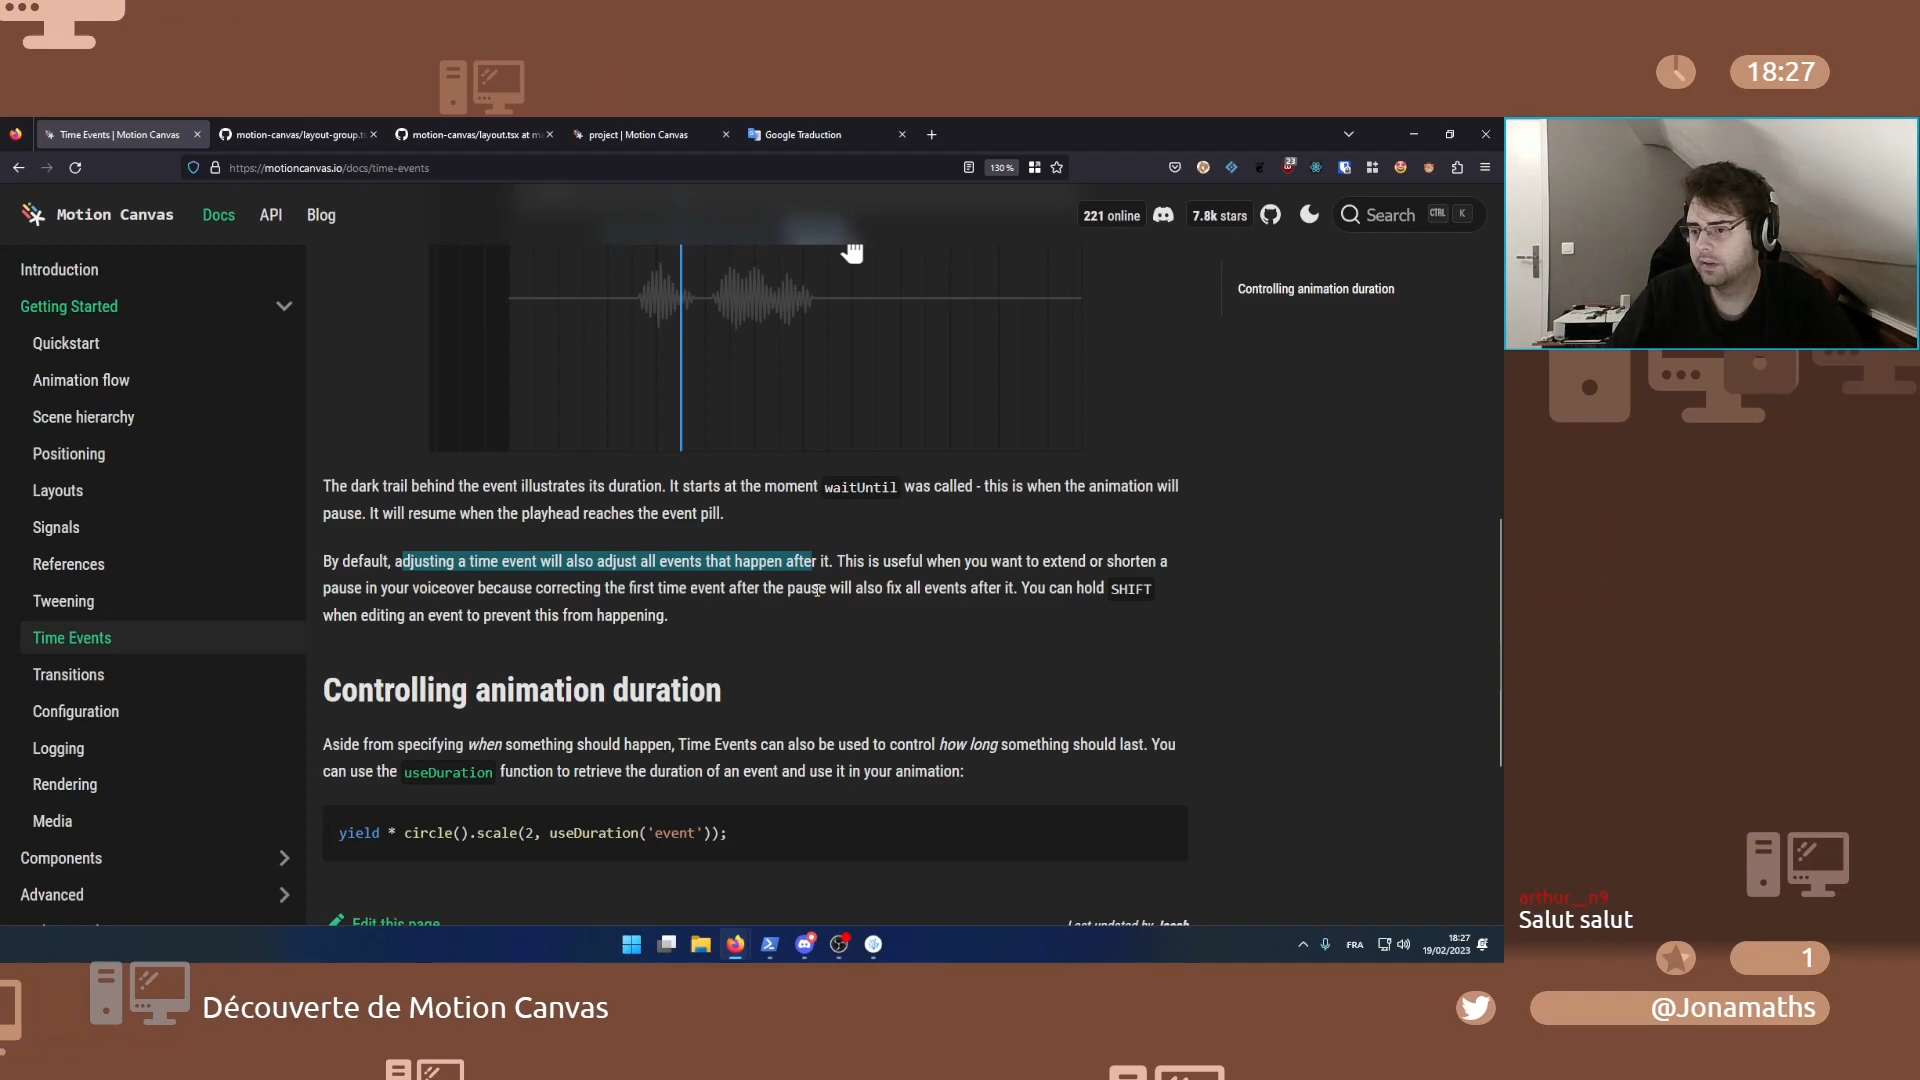 18:27
Time Events | Motion Canvas
motion-canvas/layout-group.ts
motion-canvas/layout.tsx at m
project | Motion Canvas
Google Traduction
https://motioncanvas.io/docs/time-events
130 %
23
Motion Canvas
Docs
API
Blog
221 online
7.8k stars
Search
CTRL
K
Introduction
Getting Started
Quickstart
Animation flow
Scene hierarchy
Positioning
Layouts
Signals
References
Tweening
Time Events
Transitions
Configuration
Logging
Rendering
Media
Components
Advanced
Controlling animation duration
The dark trail behind the event illustrates its duration. It starts at the moment waitUntil was called - this is when the animation will
pause. It will resume when the playhead reaches the event pill.
By default, adjusting a time event will also adjust all events that happen after it. This is useful when you want to extend or shorten a
pause in your voiceover because correcting the first time event after the pause will also fix all events after it. You can hold SHIFT
when editing an event to prevent this from happening.
Controlling animation duration
Aside from specifying when something should happen, Time Events can also be used to control how long something should last. You
can use the useDuration function to retrieve the duration of an event and use it in your animation:
yield * circle().scale(2, useDuration('event'));
Edit this page
Last updated by Jacob
FRA
18:27
19/02/2023
arthur__n9
Salut salut
1
Découverte de Motion Canvas
@Jonamaths